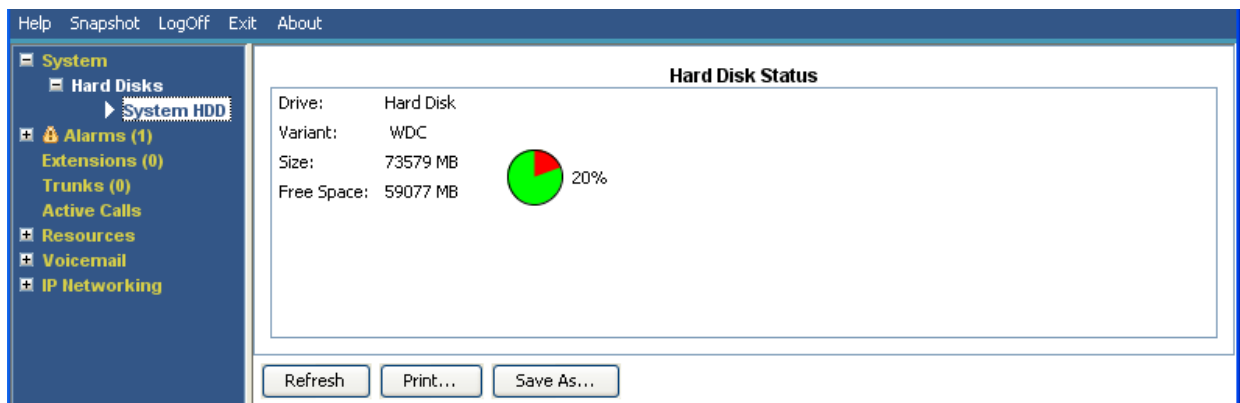 Help Snapshot LogOff Exit About
System
Hard Disks
System HDD
Alarms (1)
Extensions (0)
Trunks (0)
Active Calls
Resources
Voicemail
IP Networking
Hard Disk Status
Drive: Hard Disk
Variant: WDC
Size: 73579 MB
20%
Free Space: 59077 MB
Refresh Print... Save As...